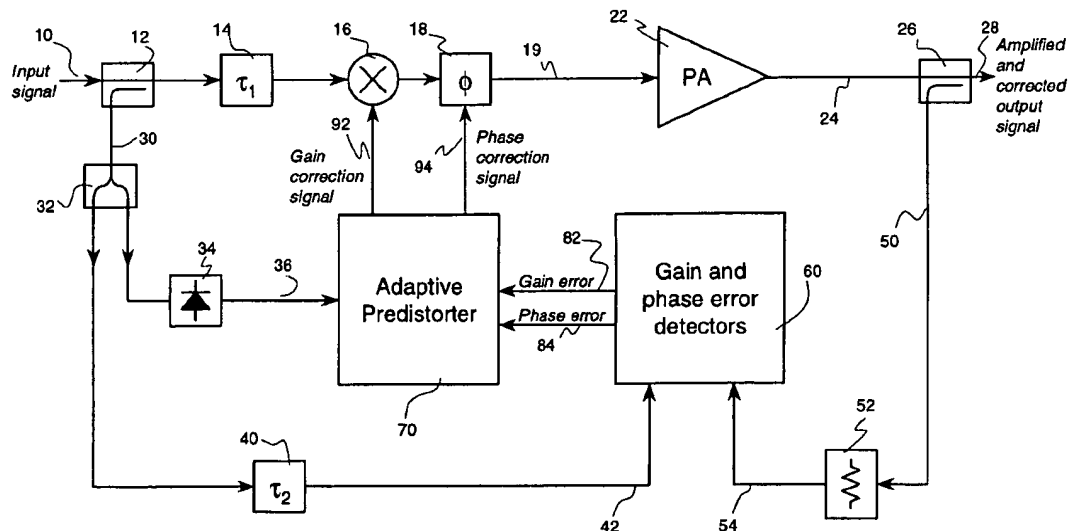 10
12
14
16
18
19
22
26
28
Input
signal
τ₁
ϕ
PA
24
Amplified
and
corrected
output
signal
30
92
Gain
correction
signal
94
Phase
correction
signal
32
34
36
Adaptive
Predistorter
70
82
Gain error
Phase error
84
Gain and
phase error
detectors
60
50
40
τ₂
42
54
52